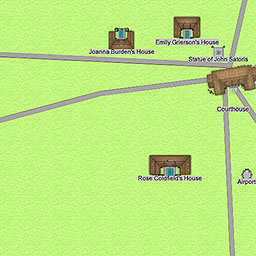 Emily Grierson's House
Joanna Burden's House
Statue of John Satoris
Courthouse
Rose Coldfield's House
Airport